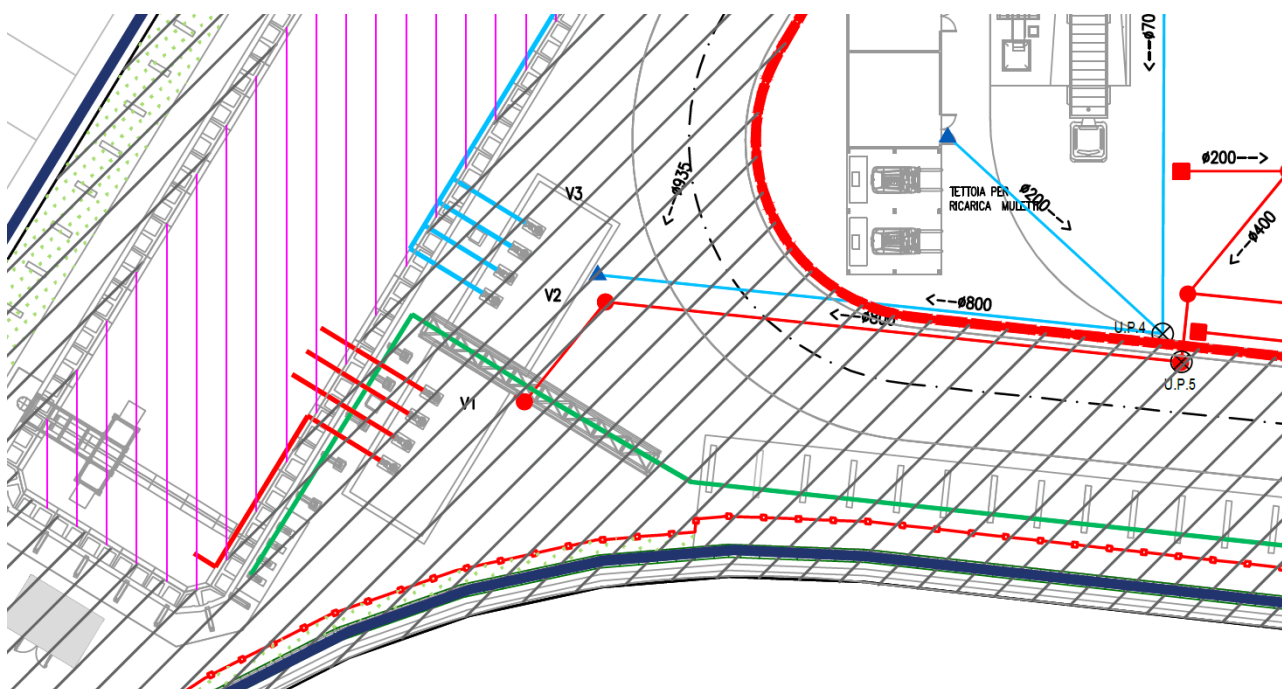 <--ø70
ø200-->
V3
<--ø935
TETTOIA PER
RICARICA MULETTI
ø200-->
<--ø400
V2
<--ø800
<--ø800
U.P.4
U.P.5
V1